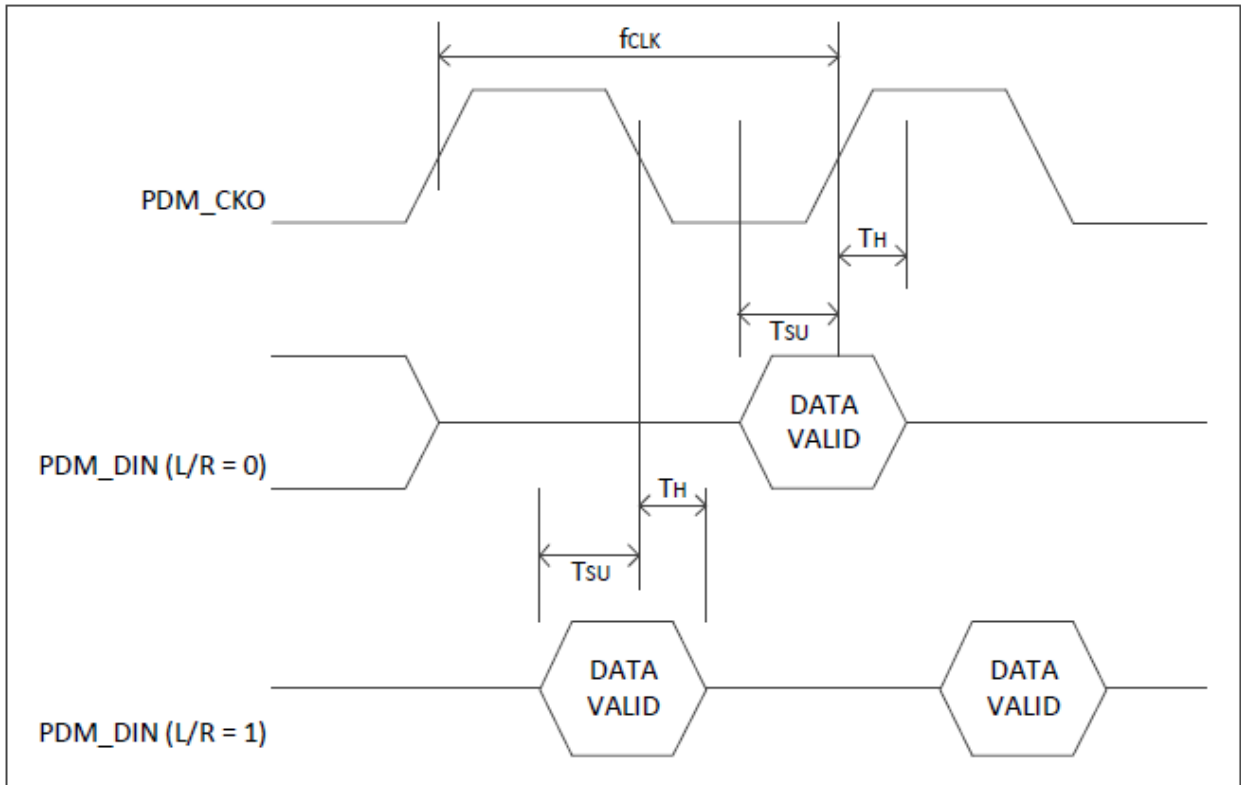 fCLK
PDM_CKO
TH
TSU
DATA
VALID
PDM_DIN (L/R = 0)
TH
TSU
DATA
VALID
DATA
VALID
PDM_DIN (L/R = 1)